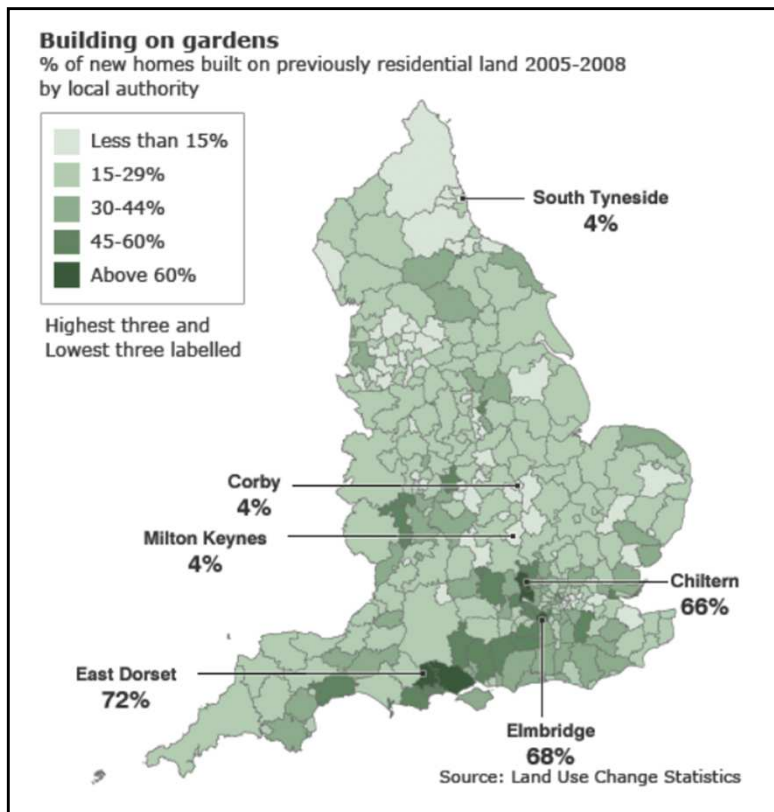 Building on gardens
% of new homes built on previously residential land 2005-2008
by local authority
Less than 15%
15-29%
30-44%
45-60%
Above 60%
Highest three and
Lowest three labelled
South Tyneside
4%
Corby
4%
Milton Keynes
4%
Chiltern
66%
East Dorset
72%
Elmbridge
68%
Source: Land Use Change Statistics